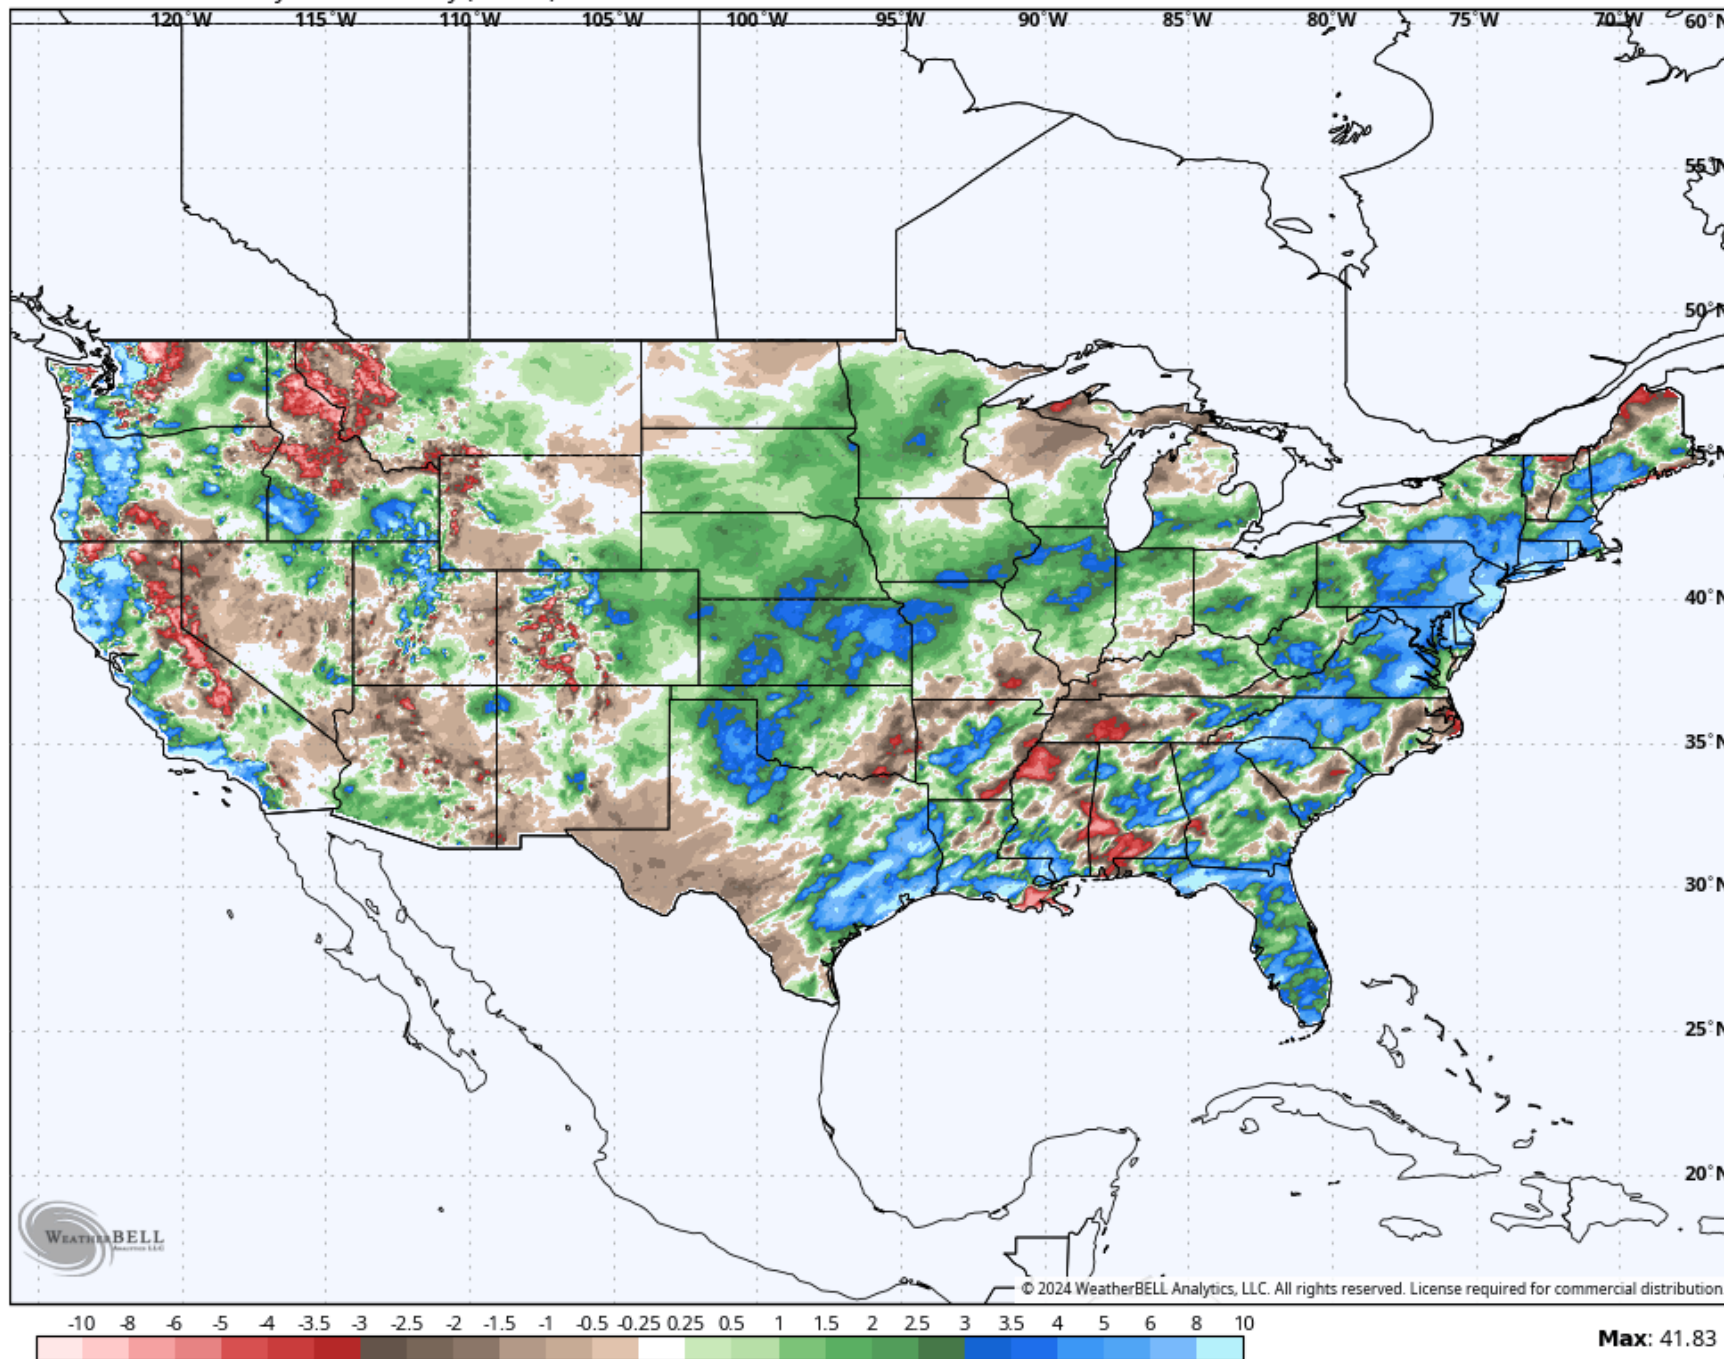 120°W 115°W 110°W 105°W 100°W 95°W 90°W 85°W 80°W 75°W 70°W 60°N
55°N
50°N
45°N
40°N
35°N
30°N
25°N
20°N
WEATHERBELL
ANALYTICS LLC
© 2024 WeatherBELL Analytics, LLC. All rights reserved. License required for commercial distribution.
-10 -8 -6 -5 -4 -3.5 -3 -2.5 -2 -1.5 -1 -0.5 -0.25 0.25 0.5 1 1.5 2 2.5 3 3.5 4 5 6 8 10
Max: 41.83